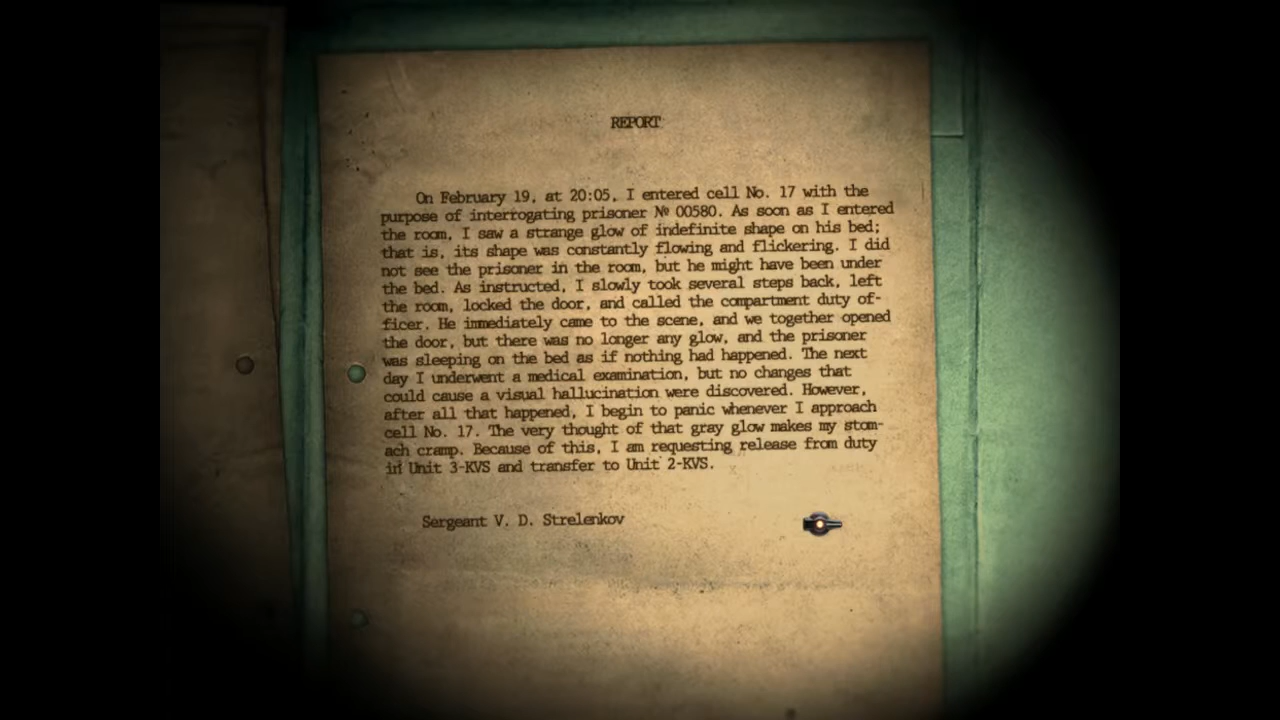 REPORT
On February 19, at 20:05, I entered cell No. 17 with the
purpose of interrogating prisoner № 00580. As soon as I entered
the room, I saw a strange glow of indefinite shape on his bed;
that is, its shape was constantly flowing and flickering. I did
not see the prisoner in the room, but he might have been under
the bed. As instructed, I slowly took several steps back, left
the room, locked the door, and called the compartment duty of-
ficer. He immediately came to the scene, and we together opened
the door, but there was no longer any glow, and the prisoner
was sleeping on the bed as if nothing had happened. The next
day I underwent a medical examination, but no changes that
could cause a visual hallucination were discovered. However,
after all that happened, I begin to panic whenever I approach
cell No. 17. The very thought of that gray glow makes my stom-
ach cramp. Because of this, I am requesting release from duty
in Unit 3-KVS and transfer to Unit 2-KVS.
Sergeant V. D. Strelenkov